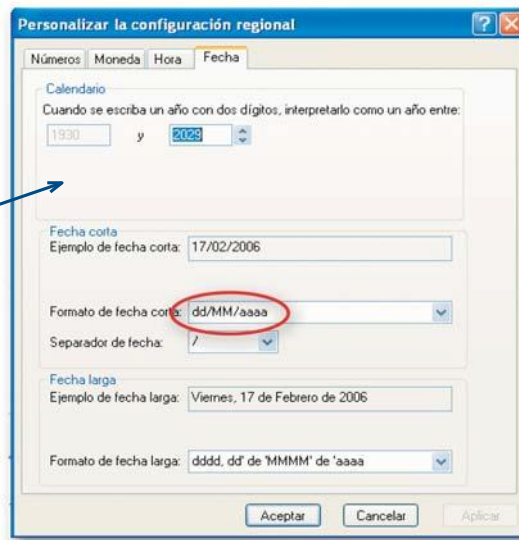 Personalizar la configuración regional
Números Moneda Hora Fecha
Calendario
Cuando se escriba un año con dos dígitos, interpretarlo como un año entre:
1930 y 2029
Fecha corta
Ejemplo de fecha corta: 17/02/2006
Formato de fecha corta: dd/MM/aaaa
Separador de fecha: /
Fecha larga
Ejemplo de fecha larga: Viernes, 17 de Febrero de 2006
Formato de fecha larga: dddd, dd' de 'MMMM' de 'aaaa
Aceptar Cancelar Aplicar